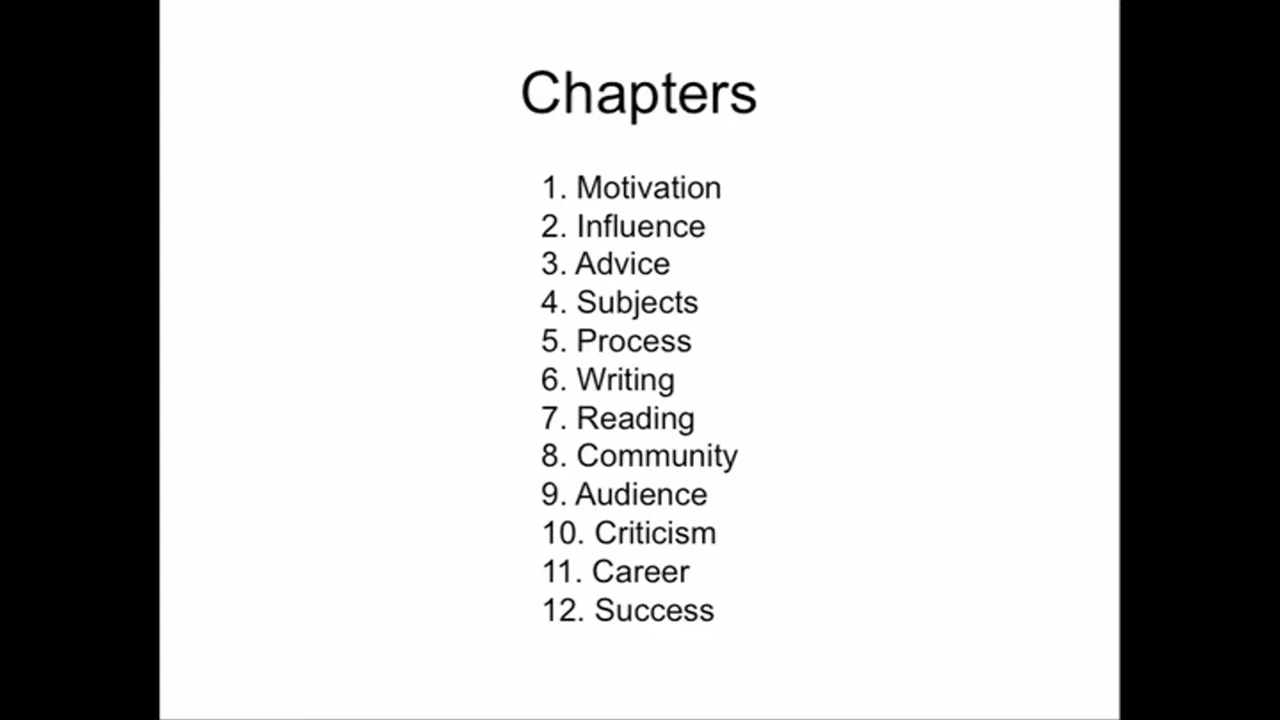 Chapters
1. Motivation
2. Influence
3. Advice
4. Subjects
5. Process
6. Writing
7. Reading
8. Community
9. Audience
10. Criticism
11. Career
12. Success